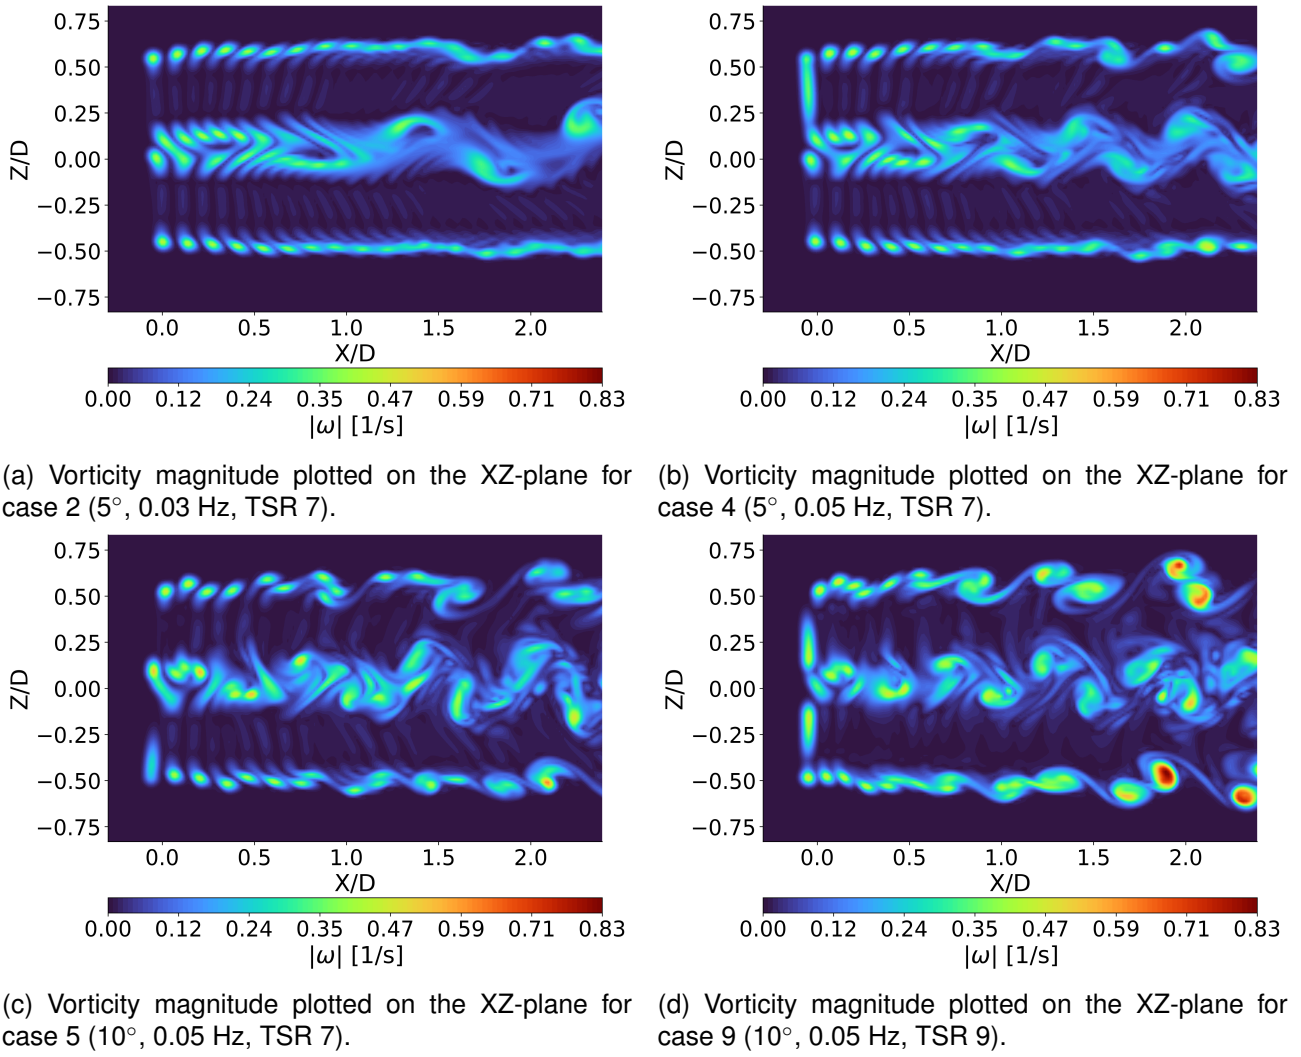 0.75
0.50
0.25
0.00
−0.25
−0.50
−0.75
Z/D
0.0 0.5 1.0 1.5 2.0
X/D
0.00 0.12 0.24 0.35 0.47 0.59 0.71 0.83
|ω| [1/s]
(a) Vorticity magnitude plotted on the XZ-plane for
case 2 (5°, 0.03 Hz, TSR 7).
0.75
0.50
0.25
0.00
−0.25
−0.50
−0.75
Z/D
0.0 0.5 1.0 1.5 2.0
X/D
0.00 0.12 0.24 0.35 0.47 0.59 0.71 0.83
|ω| [1/s]
(b) Vorticity magnitude plotted on the XZ-plane for
case 4 (5°, 0.05 Hz, TSR 7).
0.75
0.50
0.25
0.00
−0.25
−0.50
−0.75
Z/D
0.0 0.5 1.0 1.5 2.0
X/D
0.00 0.12 0.24 0.35 0.47 0.59 0.71 0.83
|ω| [1/s]
(c) Vorticity magnitude plotted on the XZ-plane for
case 5 (10°, 0.05 Hz, TSR 7).
0.75
0.50
0.25
0.00
−0.25
−0.50
−0.75
Z/D
0.0 0.5 1.0 1.5 2.0
X/D
0.00 0.12 0.24 0.35 0.47 0.59 0.71 0.83
|ω| [1/s]
(d) Vorticity magnitude plotted on the XZ-plane for
case 9 (10°, 0.05 Hz, TSR 9).